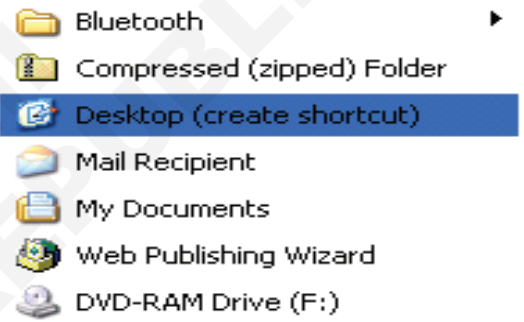 Bluetooth
Compressed (zipped) Folder
Desktop (create shortcut)
Mail Recipient
My Documents
Web Publishing Wizard
DVD-RAM Drive (F:)